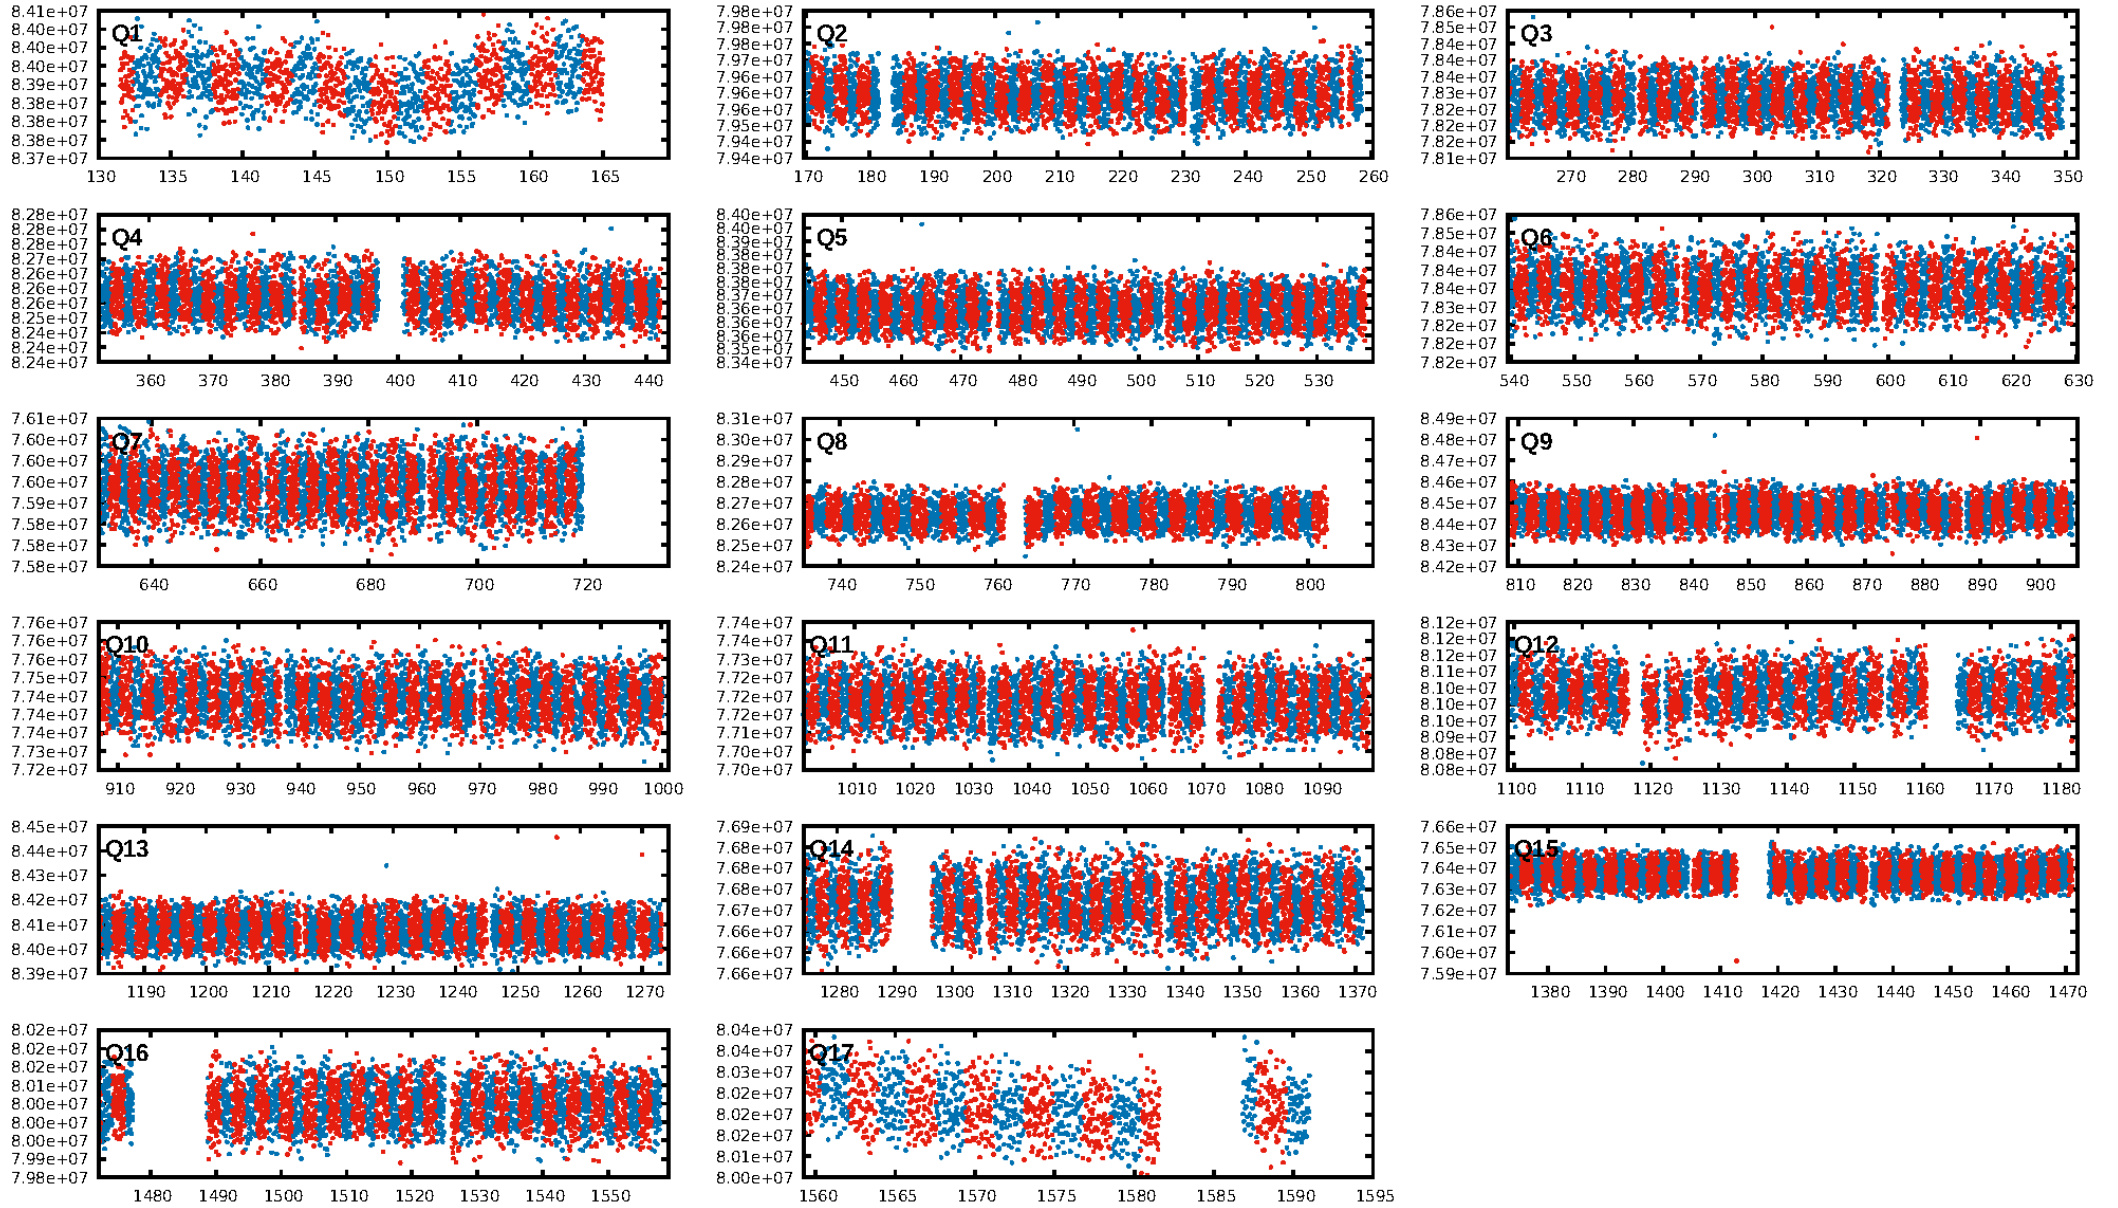 8.41e+07
8.40e+07
8.40e+07
8.40e+07
8.39e+07
8.38e+07
8.38e+07
8.38e+07
8.37e+07
Q1
130 135 140 145 150 155 160 165
7.98e+07
7.98e+07
7.98e+07
7.97e+07
7.96e+07
7.96e+07
7.96e+07
7.95e+07
7.94e+07
7.94e+07
Q2
170 180 190 200 210 220 230 240 250 260
7.86e+07
7.85e+07
7.84e+07
7.84e+07
7.84e+07
7.83e+07
7.82e+07
7.82e+07
7.81e+07
Q3
270 280 290 300 310 320 330 340 350
8.28e+07
8.28e+07
8.28e+07
8.27e+07
8.26e+07
8.26e+07
8.26e+07
8.25e+07
8.24e+07
8.24e+07
8.24e+07
Q4
360 370 380 390 400 410 420 430 440
8.40e+07
8.40e+07
8.39e+07
8.38e+07
8.38e+07
8.38e+07
8.37e+07
8.36e+07
8.36e+07
8.36e+07
8.35e+07
8.34e+07
Q5
450 460 470 480 490 500 510 520 530
7.86e+07
7.85e+07
7.84e+07
7.84e+07
7.84e+07
7.83e+07
7.82e+07
7.82e+07
7.82e+07
Q6
540 550 560 570 580 590 600 610 620 630
7.61e+07
7.60e+07
7.60e+07
7.60e+07
7.59e+07
7.58e+07
7.58e+07
7.58e+07
Q7
640 660 680 700 720
8.31e+07
8.30e+07
8.29e+07
8.28e+07
8.27e+07
8.26e+07
8.25e+07
8.24e+07
Q8
740 750 760 770 780 790 800
8.49e+07
8.48e+07
8.47e+07
8.46e+07
8.45e+07
8.44e+07
8.43e+07
8.42e+07
Q9
810 820 830 840 850 860 870 880 890 900
7.76e+07
7.76e+07
7.76e+07
7.75e+07
7.74e+07
7.74e+07
7.74e+07
7.73e+07
7.72e+07
Q10
910 920 930 940 950 960 970 980 990 1000
7.74e+07
7.74e+07
7.73e+07
7.72e+07
7.72e+07
7.72e+07
7.71e+07
7.70e+07
7.70e+07
Q11
1010 1020 1030 1040 1050 1060 1070 1080 1090
8.12e+07
8.12e+07
8.12e+07
8.11e+07
8.10e+07
8.10e+07
8.10e+07
8.09e+07
8.08e+07
8.08e+07
Q12
1100 1110 1120 1130 1140 1150 1160 1170 1180
8.45e+07
8.44e+07
8.43e+07
8.42e+07
8.41e+07
8.40e+07
8.39e+07
Q13
1190 1200 1210 1220 1230 1240 1250 1260 1270
7.69e+07
7.68e+07
7.68e+07
7.68e+07
7.67e+07
7.66e+07
7.66e+07
7.66e+07
Q14
1280 1290 1300 1310 1320 1330 1340 1350 1360 1370
7.66e+07
7.65e+07
7.64e+07
7.63e+07
7.62e+07
7.61e+07
7.60e+07
7.59e+07
Q15
1380 1390 1400 1410 1420 1430 1440 1450 1460 1470
8.02e+07
8.02e+07
8.02e+07
8.01e+07
8.00e+07
8.00e+07
8.00e+07
7.99e+07
7.98e+07
Q16
1480 1490 1500 1510 1520 1530 1540 1550
8.04e+07
8.04e+07
8.03e+07
8.02e+07
8.02e+07
8.02e+07
8.01e+07
8.00e+07
Q17
1560 1565 1570 1575 1580 1585 1590 1595